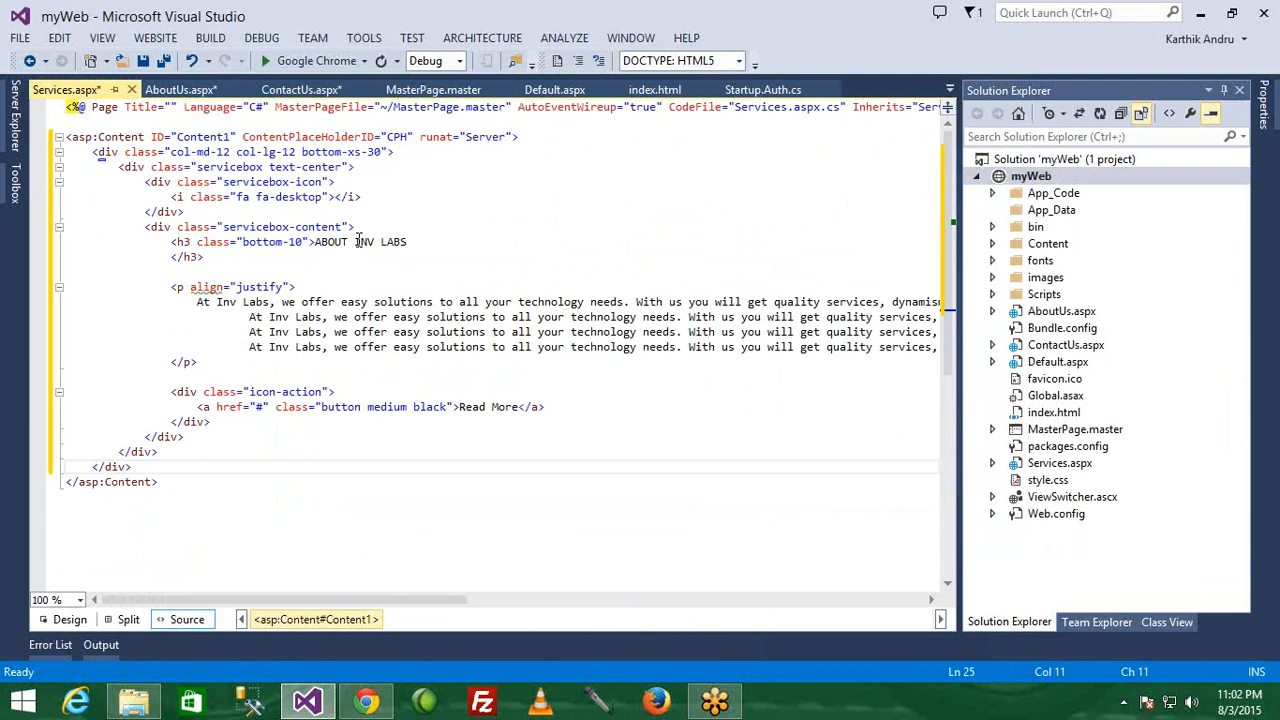 myWeb - Microsoft Visual Studio
1
Quick Launch (Ctrl+Q)
FILE EDIT VIEW WEBSITE BUILD DEBUG TEAM TOOLS TEST ARCHITECTURE ANALYZE WINDOW HELP
Karthik Andru
Google Chrome
Debug
DOCTYPE: HTML5
Server Explorer
Toolbox
Services.aspx*
AboutUs.aspx*
ContactUs.aspx*
MasterPage.master
Default.aspx
index.html
Startup.Auth.cs
<%@ Page Title="" Language="C#" MasterPageFile="~/MasterPage.master" AutoEventWireup="true" CodeFile="Services.aspx.cs" Inherits="Ser
<asp:Content ID="Content1" ContentPlaceHolderID="CPH" runat="Server">
<div class="col-md-12 col-lg-12 bottom-xs-30">
<div class="servicebox text-center">
<div class="servicebox-icon">
<i class="fa fa-desktop"></i>
</div>
<div class="servicebox-content">
<h3 class="bottom-10">ABOUT INV LABS
</h3>
<p align="justify">
At Inv Labs, we offer easy solutions to all your technology needs. With us you will get quality services, dynamism
At Inv Labs, we offer easy solutions to all your technology needs. With us you will get quality services,
At Inv Labs, we offer easy solutions to all your technology needs. With us you will get quality services,
At Inv Labs, we offer easy solutions to all your technology needs. With us you will get quality services,
</p>
<div class="icon-action">
<a href="#" class="button medium black">Read More</a>
</div>
</div>
</div>
</div>
</asp:Content>
100 %
Design
Split
Source
<asp:Content#Content1>
Error List
Output
Solution Explorer
Search Solution Explorer (Ctrl+;)
Solution 'myWeb' (1 project)
myWeb
App_Code
App_Data
bin
Content
fonts
images
Scripts
AboutUs.aspx
Bundle.config
ContactUs.aspx
Default.aspx
favicon.ico
Global.asax
index.html
MasterPage.master
packages.config
Services.aspx
style.css
ViewSwitcher.ascx
Web.config
Solution Explorer
Team Explorer
Class View
Properties
Ready
Ln 25
Col 11
Ch 11
INS
11:02 PM
8/3/2015